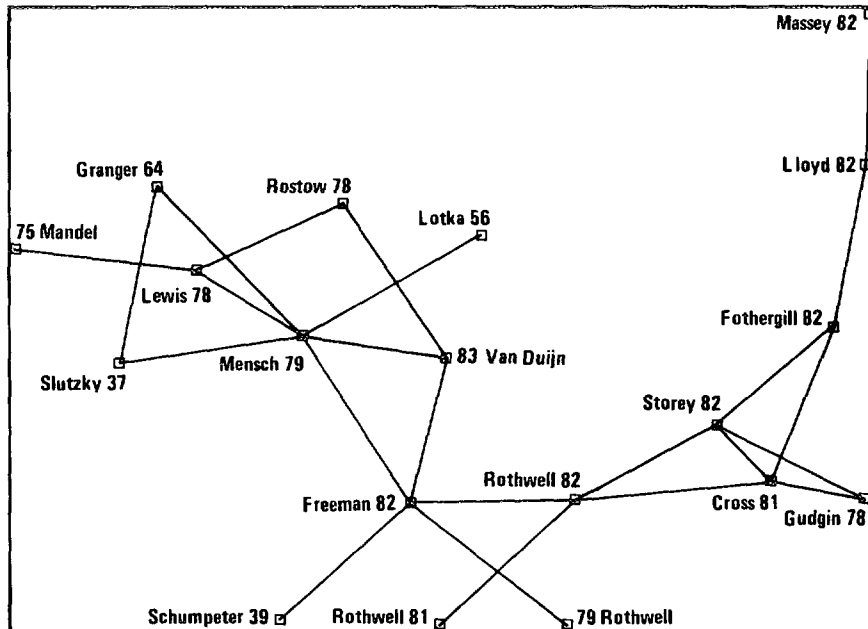 Massey 82
Lloyd 82
Granger 64
Rostow 78
Lotka 56
75 Mandel
Lewis 78
Fothergill 82
Mensch 79
83 Van Duijn
Slutzky 37
Storey 82
Rothwell 82
Cross 81
Freeman 82
Gudgin 78
Schumpeter 39
Rothwell 81
79 Rothwell